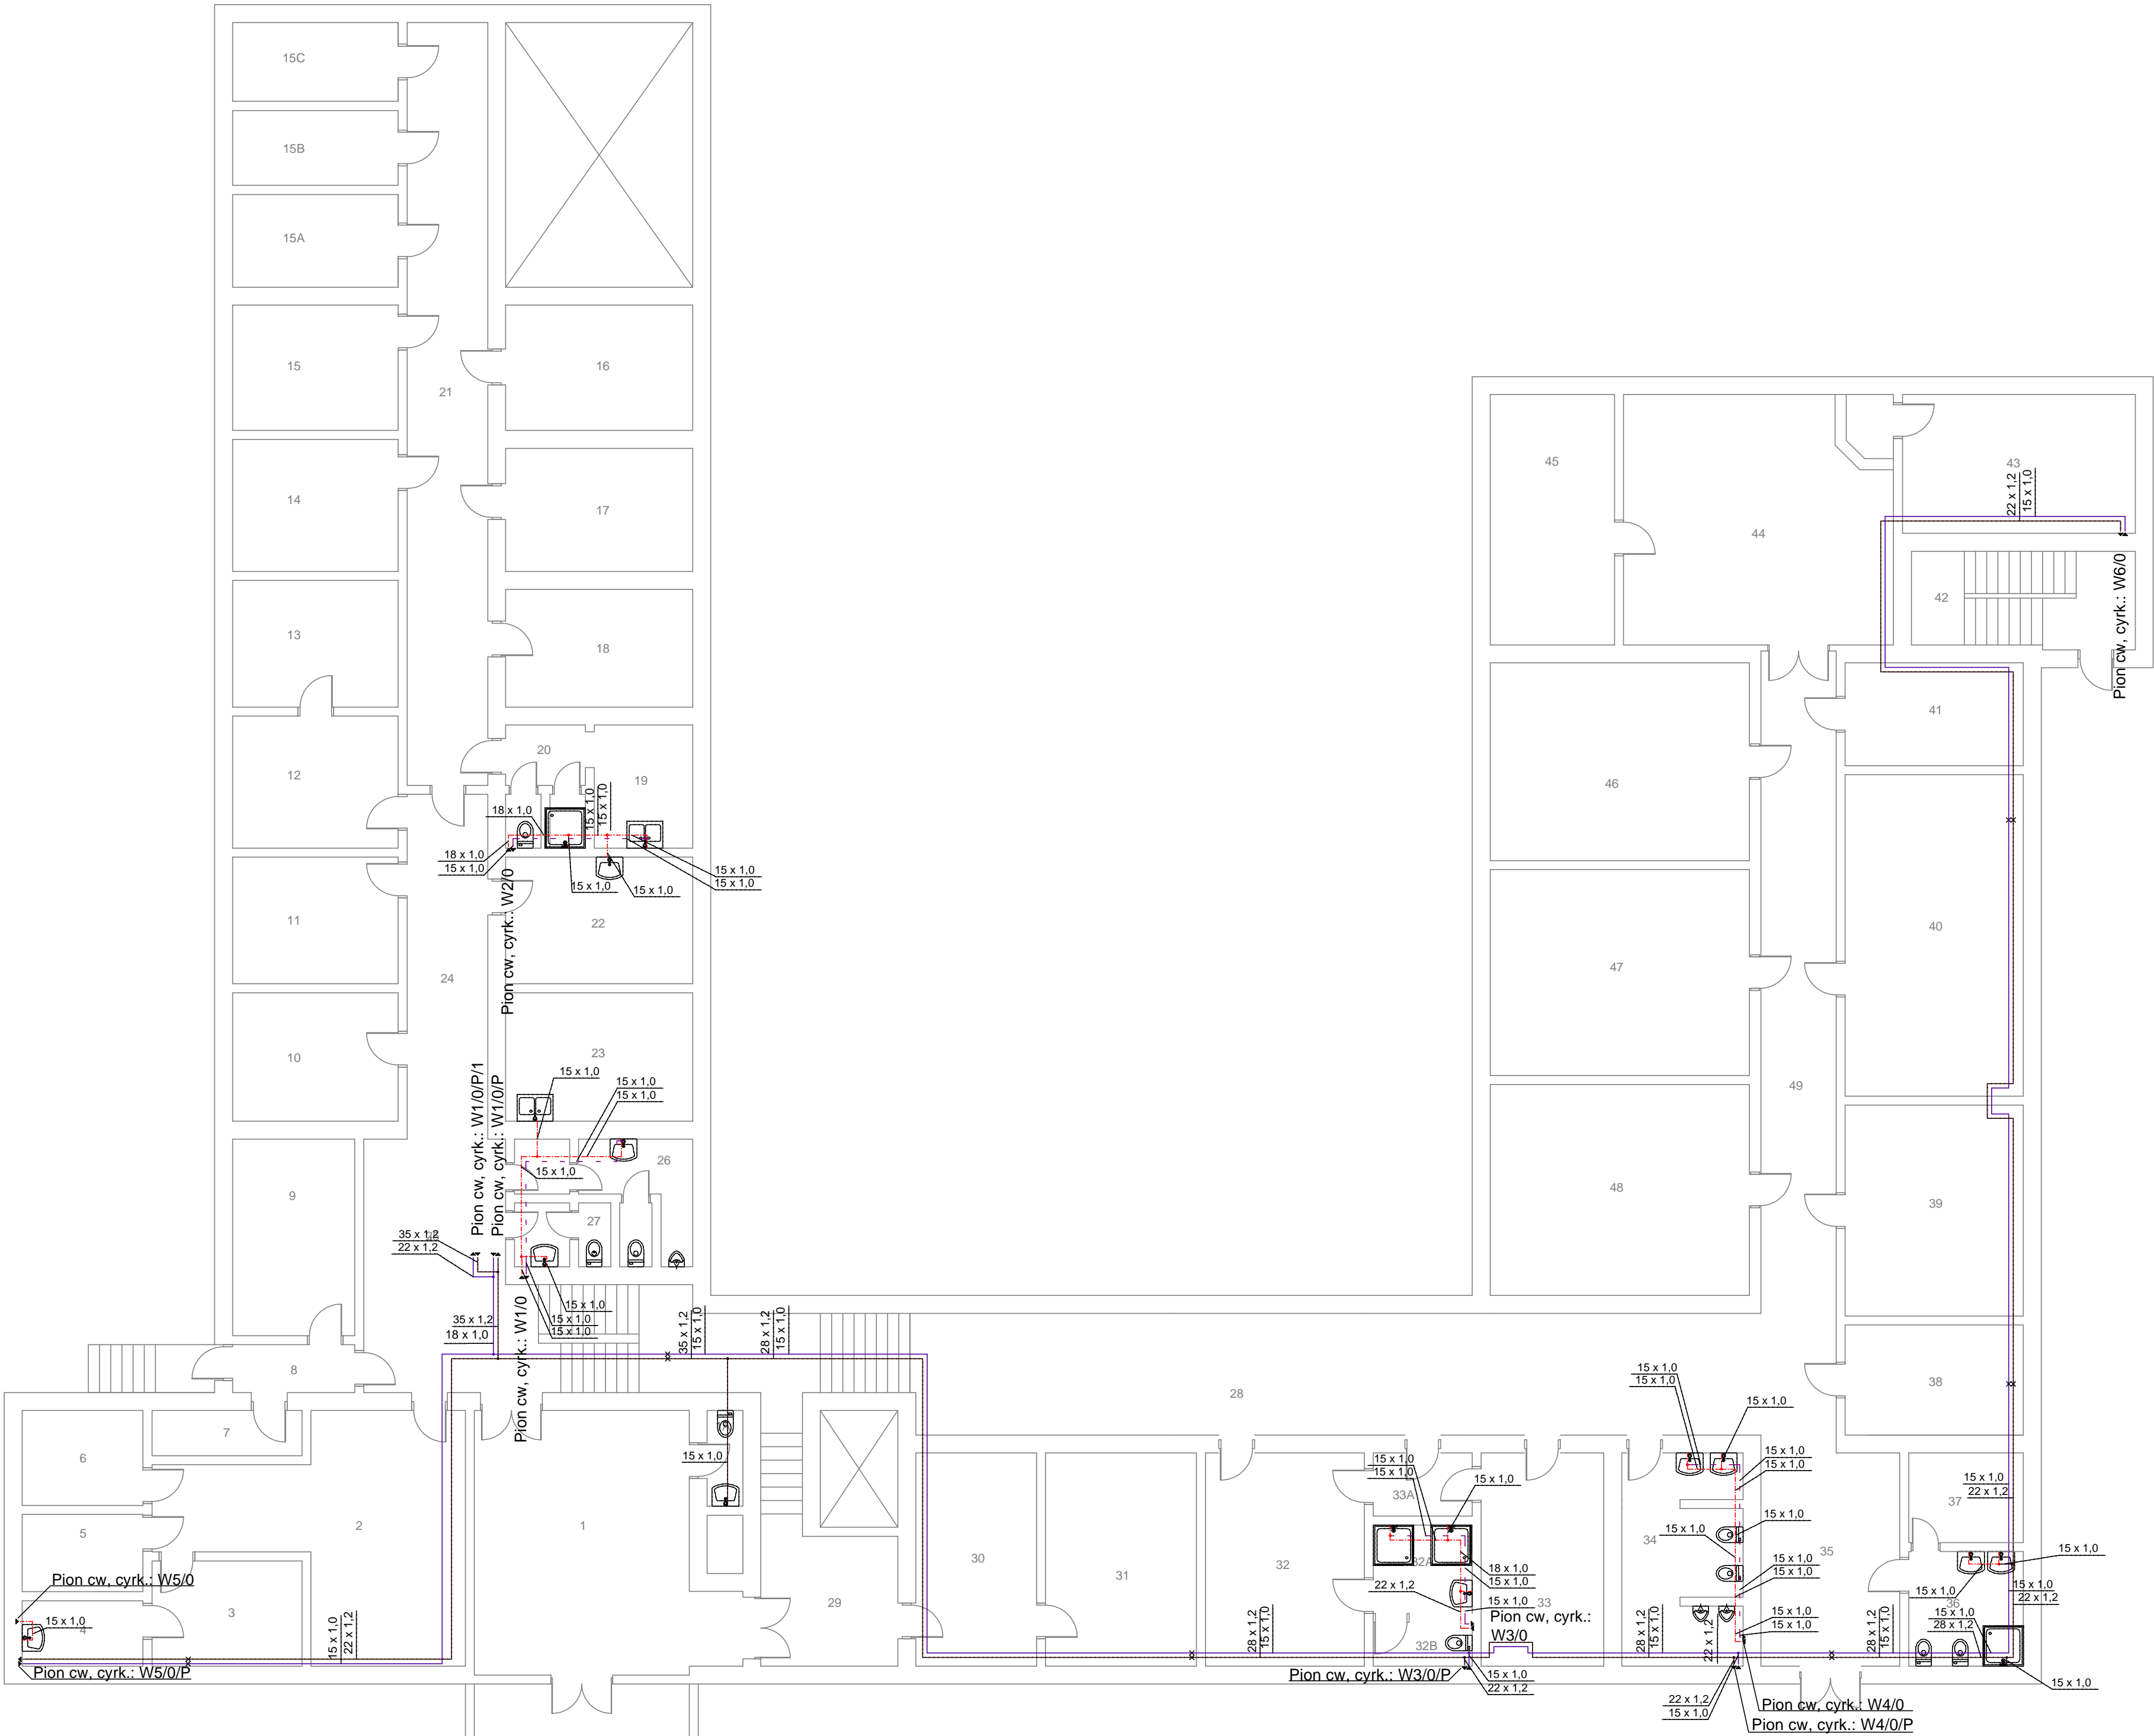 15C
15B
15A
15
21
16
14
17
13
18
12
20
19
18 x 1,0
15 x 1,0
15 x 1,0
18 x 1,0
15 x 1,0
15 x 1,0
15 x 1,0
15 x 1,0
15 x 1,0
Pion cw, cyrk.: W2/0
11
22
24
10
23
Pion cw, cyrk.: W1/0/P/1
Pion cw, cyrk.: W1/0/P
15 x 1,0
15 x 1,0
15 x 1,0
26
15 x 1,0
9
27
35 x 1,2
22 x 1,2
35 x 1,2
18 x 1,0
15 x 1,0
15 x 1,0
15 x 1,0
Pion cw, cyrk.: W1/0
35 x 1,2
15 x 1,0
28 x 1,2
15 x 1,0
8
7
6
5
2
1
15 x 1,0
3
4
Pion cw, cyrk.: W5/0
15 x 1,0
Pion cw, cyrk.: W5/0/P
15 x 1,0
22 x 1,2
29
28
30
31
32
28 x 1,2
15 x 1,0
15 x 1,0
15 x 1,0
15 x 1,0
33A
32A
18 x 1,0
15 x 1,0
22 x 1,2
15 x 1,0
33
Pion cw, cyrk.:
W3/0
32B
Pion cw, cyrk.: W3/0/P
15 x 1,0
22 x 1,2
15 x 1,0
15 x 1,0
15 x 1,0
15 x 1,0
15 x 1,0
15 x 1,0
15 x 1,0
34
15 x 1,0
15 x 1,0
35
15 x 1,0
15 x 1,0
28 x 1,2
15 x 1,0
22 x 1,2
22 x 1,2
15 x 1,0
Pion cw, cyrk.: W4/0
Pion cw, cyrk.: W4/0/P
28 x 1,2
15 x 1,0
15 x 1,0
22 x 1,2
37
15 x 1,0
15 x 1,0
15 x 1,0
22 x 1,2
36
15 x 1,0
28 x 1,2
15 x 1,0
38
39
40
41
42
43
22 x 1,2
15 x 1,0
Pion cw, cyrk.: W6/0
44
45
46
47
48
49